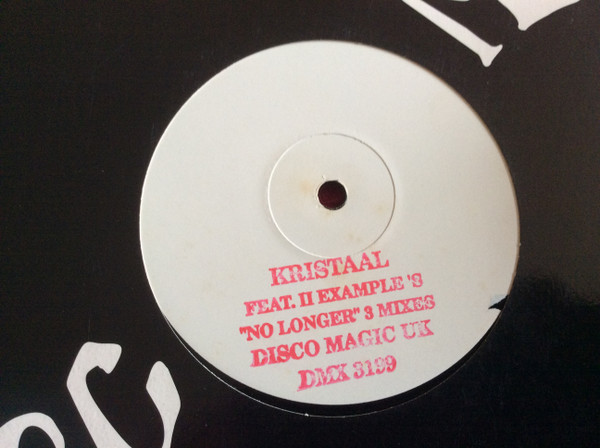 KRISTAAL
FEAT. II EXAMPLE 'S
"NO LONGER" 3 MIXES
DISCO MAGIC UK
DMX 3199